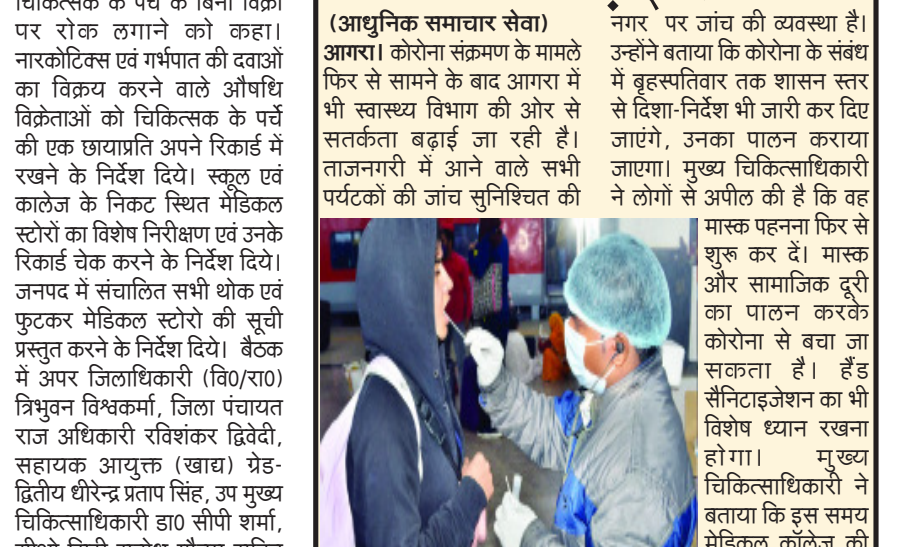 चिकित्सक के पर्चे के बिना विक्री
पर रोक लगाने को कहा।
नारकोटिक्स एवं गर्भपात की दवाओं
का विक्रय करने वाले औषधि
विक्रेताओं को चिकित्सक के पर्चे
की एक छायाप्रति अपने रिकार्ड में
रखने के निर्देश दिये। स्कूल एवं
कालेज के निकट स्थित मेडिकल
स्टोरों का विशेष निरीक्षण एवं उनके
रिकार्ड चेक करने के निर्देश दिये।
जनपद में संचालित सभी थोक एवं
फुटकर मेडिकल स्टोरो की सूची
प्रस्तुत करने के निर्देश दिये। बैठक
में अपर जिलाधिकारी (वि0/रा0)
त्रिभुवन विश्वकर्मा, जिला पंचायत
राज अधिकारी रविशंकर द्विवेदी,
सहायक आयुक्त (खाद्य) ग्रेड-
द्वितीय धीरेन्द्र प्रताप सिंह, उप मुख्य
चिकित्साधिकारी डा0 सीपी शर्मा,
(आधुनिक समाचार सेवा)
आगरा। कोरोना संक्रमण के मामले
फिर से सामने के बाद आगरा में
भी स्वास्थ्य विभाग की ओर से
सतर्कता बढ़ाई जा रही है।
ताजनगरी में आने वाले सभी
पर्यटकों की जांच सुनिश्चित की
नगर पर जांच की व्यवस्था है।
उन्होंने बताया कि कोरोना के संबंध
में बृहस्पतिवार तक शासन स्तर
से दिशा-निर्देश भी जारी कर दिए
जाएंगे, उनका पालन कराया
जाएगा। मुख्य चिकित्साधिकारी
ने लोगों से अपील की है कि वह
मास्क पहनना फिर से
शुरू कर दें। मास्क
और सामाजिक दूरी
का पालन करके
कोरोना से बचा जा
सकता है। हैंड
सैनिटाइजेशन का भी
विशेष ध्यान रखना
होगा। मुख्य
चिकित्साधिकारी ने
बताया कि इस समय
मेडिकल कॉलेज की